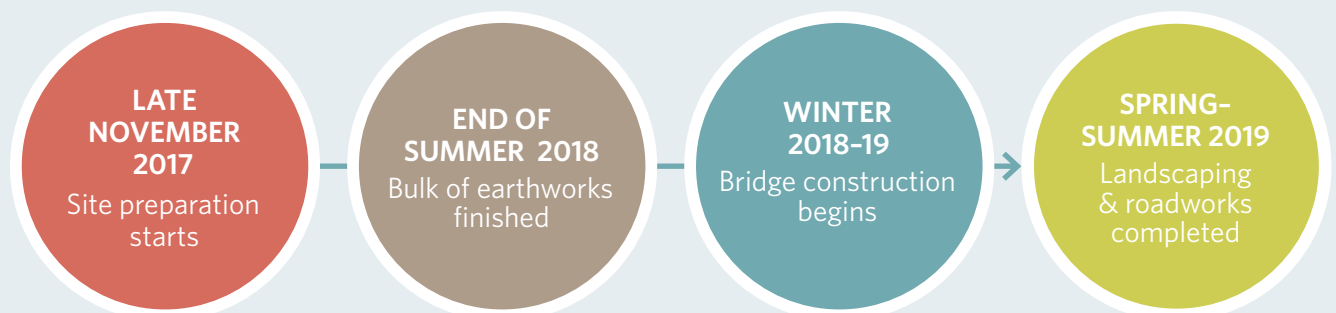 LATE
NOVEMBER
2017
Site preparation
starts
END OF
SUMMER 2018
Bulk of earthworks
finished
WINTER
2018–19
Bridge construction
begins
SPRING–
SUMMER 2019
Landscaping
& roadworks
completed